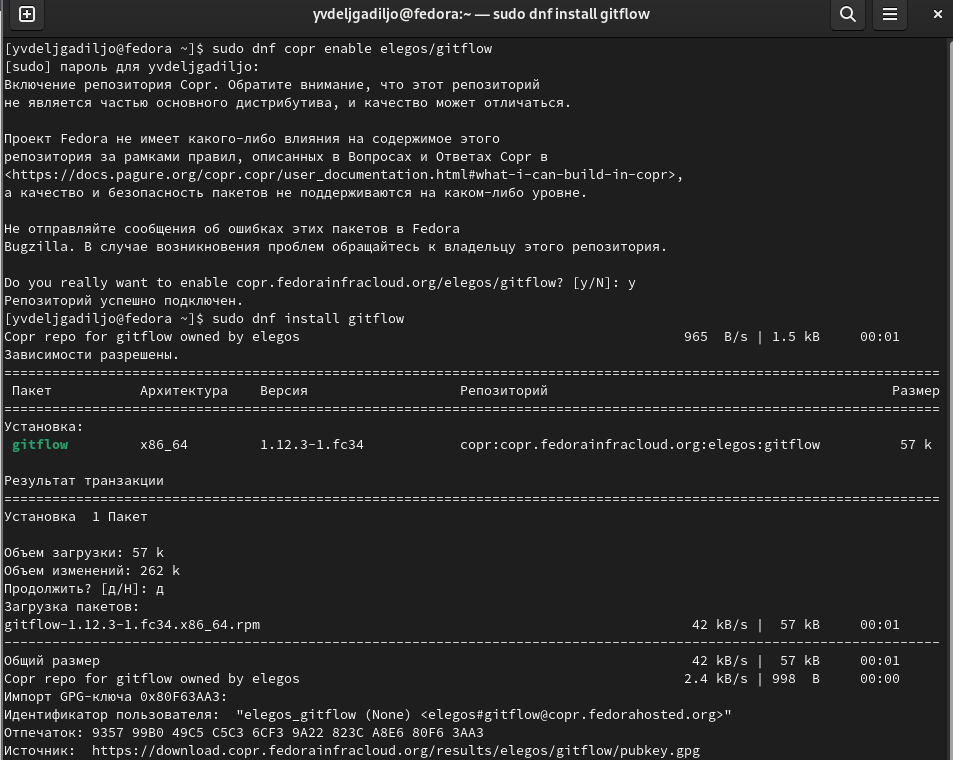 yvdeljgadiljo@fedora:~ — sudo dnf install gitflow
[yvdeljgadiljo@fedora ~]$ sudo dnf copr enable elegos/gitflow
[sudo] пароль для yvdeljgadiljo:
Включение репозитория Copr. Обратите внимание, что этот репозиторий
не является частью основного дистрибутива, и качество может отличаться.
Проект Fedora не имеет какого-либо влияния на содержимое этого
репозитория за рамками правил, описанных в Вопросах и Ответах Copr в
<https://docs.pagure.org/copr.copr/user_documentation.html#what-i-can-build-in-copr>,
а качество и безопасность пакетов не поддерживаются на каком-либо уровне.
Не отправляйте сообщения об ошибках этих пакетов в Fedora
Bugzilla. В случае возникновения проблем обращайтесь к владельцу этого репозитория.
Do you really want to enable copr.fedorainfracloud.org/elegos/gitflow? [y/N]: y
Репозиторий успешно подключен.
[yvdeljgadiljo@fedora ~]$ sudo dnf install gitflow
Copr repo for gitflow owned by elegos 965 B/s | 1.5 kB 00:01
Зависимости разрешены.
================================================================================
Пакет Архитектура Версия Репозиторий Размер
================================================================================
Установка:
gitflow x86_64 1.12.3-1.fc34 copr:copr.fedorainfracloud.org:elegos:gitflow 57 k
Результат транзакции
================================================================================
Установка 1 Пакет
Объем загрузки: 57 k
Объем изменений: 262 k
Продолжить? [д/Н]: д
Загрузка пакетов:
gitflow-1.12.3-1.fc34.x86_64.rpm 42 kB/s | 57 kB 00:01
--------------------------------------------------------------------------------
Общий размер 42 kB/s | 57 kB 00:01
Copr repo for gitflow owned by elegos 2.4 kB/s | 998 B 00:00
Импорт GPG-ключа 0x80F63AA3:
Идентификатор пользователя: "elegos_gitflow (None) <elegos#gitflow@copr.fedorahosted.org>"
Отпечаток: 9357 99B0 49C5 C5C3 6CF3 9A22 823C A8E6 80F6 3AA3
Источник: https://download.copr.fedorainfracloud.org/results/elegos/gitflow/pubkey.gpg